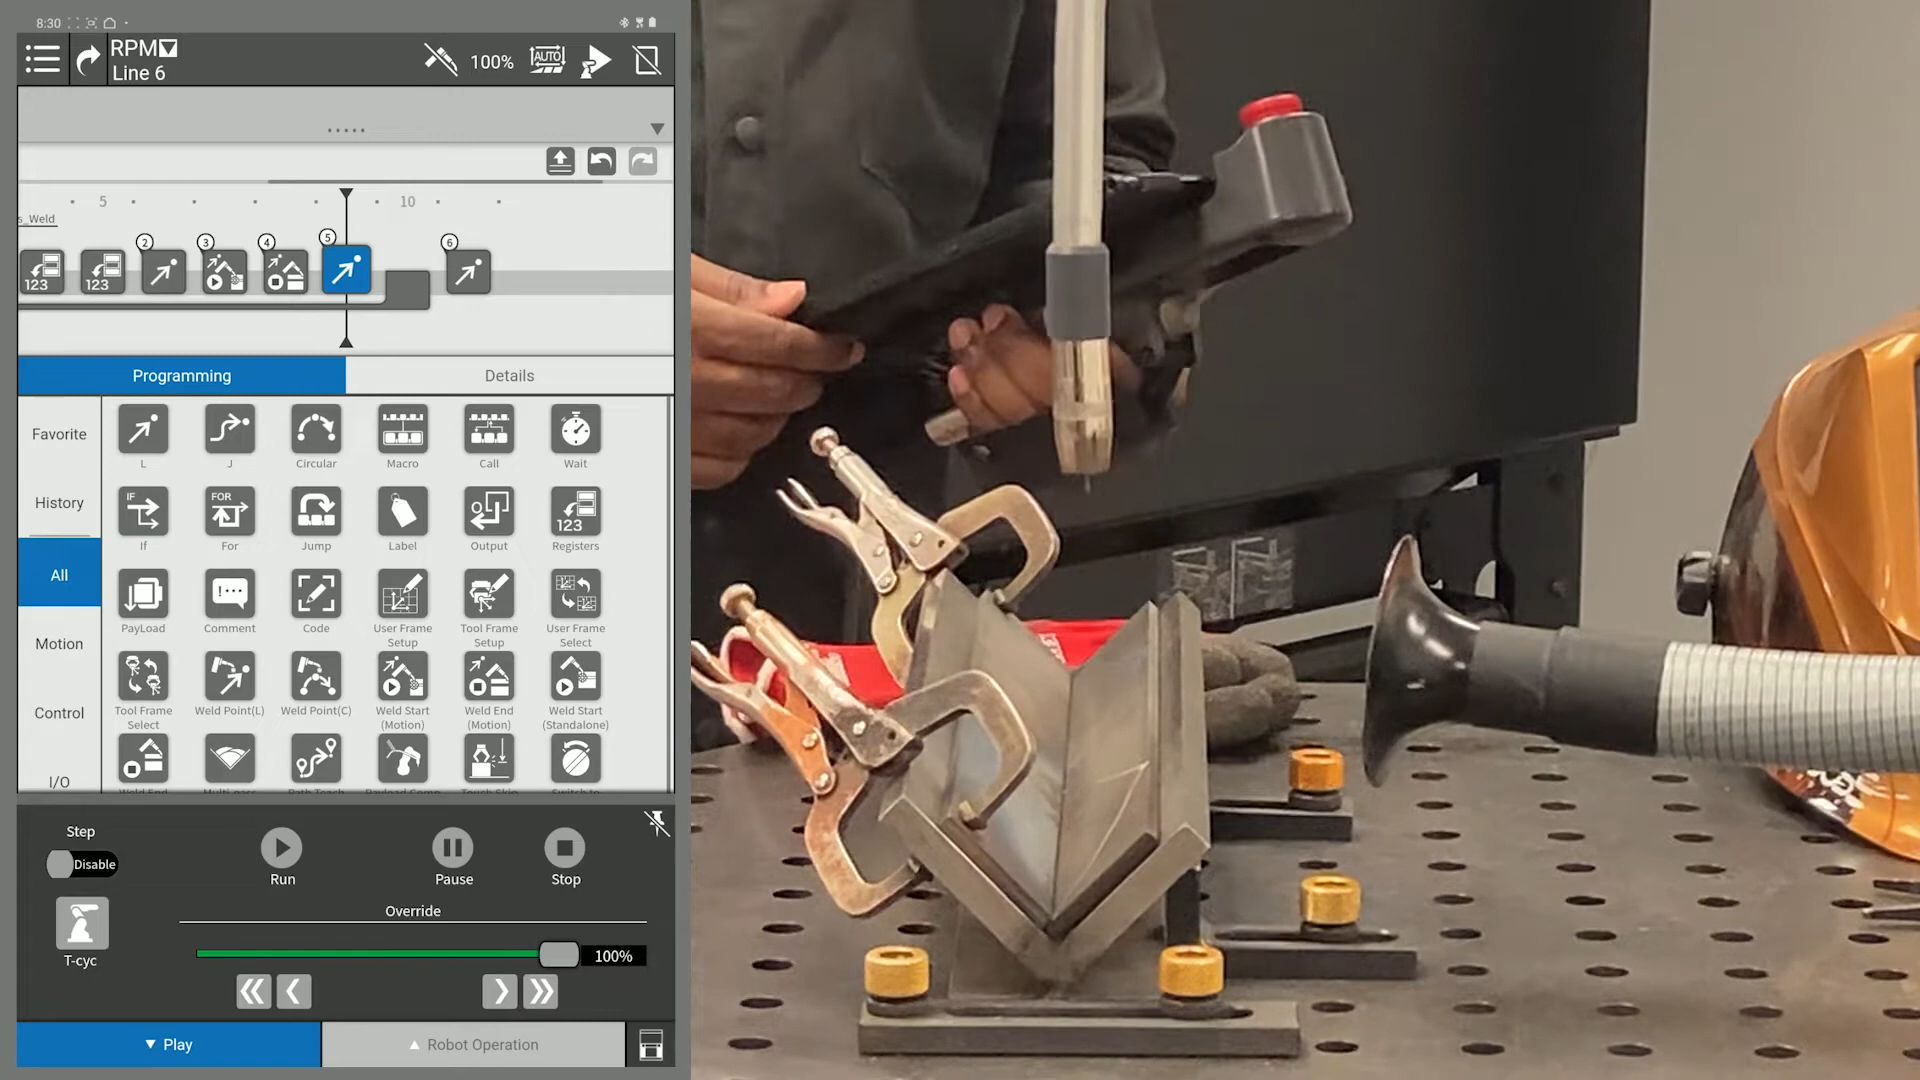 8:30
RPM
Line 6
100%
AUTO
5
10
s_Weld
2
3
4
5
6
123
123
Programming
Details
Favorite
History
All
Motion
Control
I/O
L
J
Circular
Macro
Call
Wait
IF
FOR
123
If
For
Jump
Label
Output
Registers
PayLoad
Comment
Code
User Frame
Setup
Tool Frame
Setup
User Frame
Select
Tool Frame
Select
Weld Point(L)
Weld Point(C)
Weld Start
(Motion)
Weld End
(Motion)
Weld Start
(Standalone)
Step
Disable
Run
Pause
Stop
Override
T-cyc
100%
Play
Robot Operation